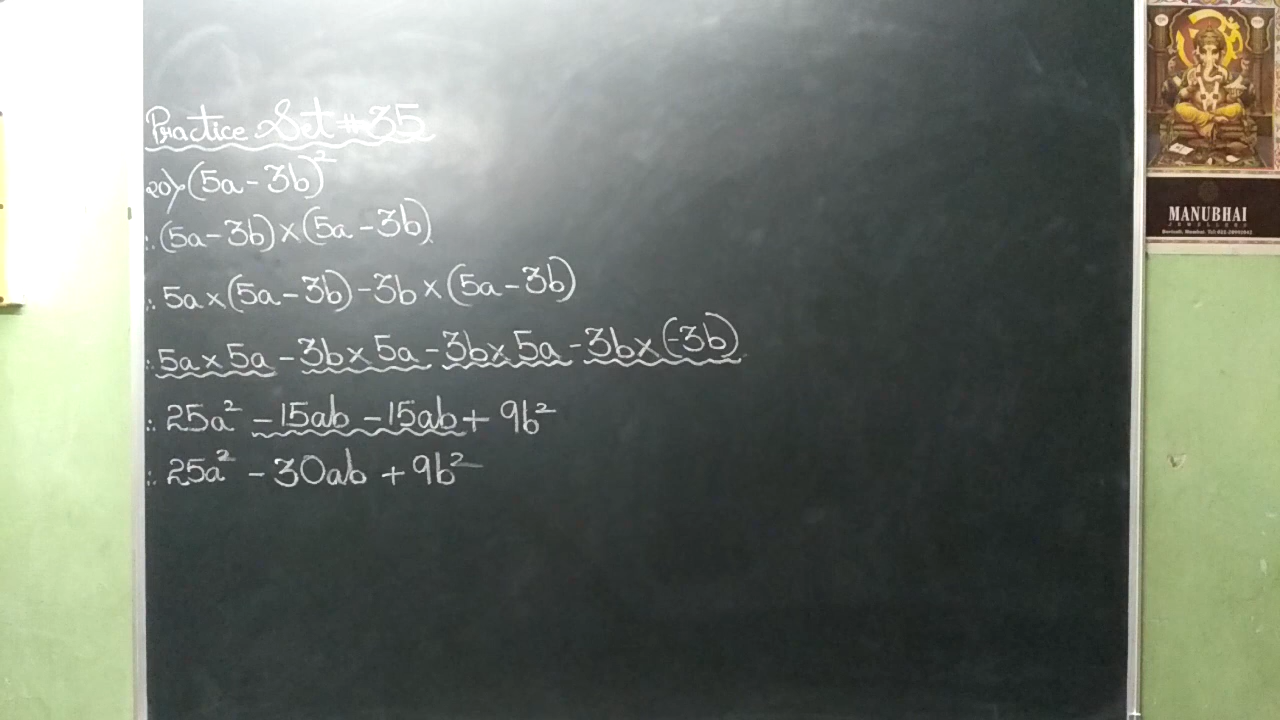 Practice Set # 35
20) (5a - 3b)²
∴ (5a - 3b) × (5a - 3b)
∴ 5a × (5a - 3b) - 3b × (5a - 3b)
∴ 5a × 5a - 3b × 5a - 3b × 5a - 3b × (-3b)
∴ 25a² - 15ab - 15ab + 9b²
∴ 25a² - 30ab + 9b²
MANUBHAI
JEWELLERS